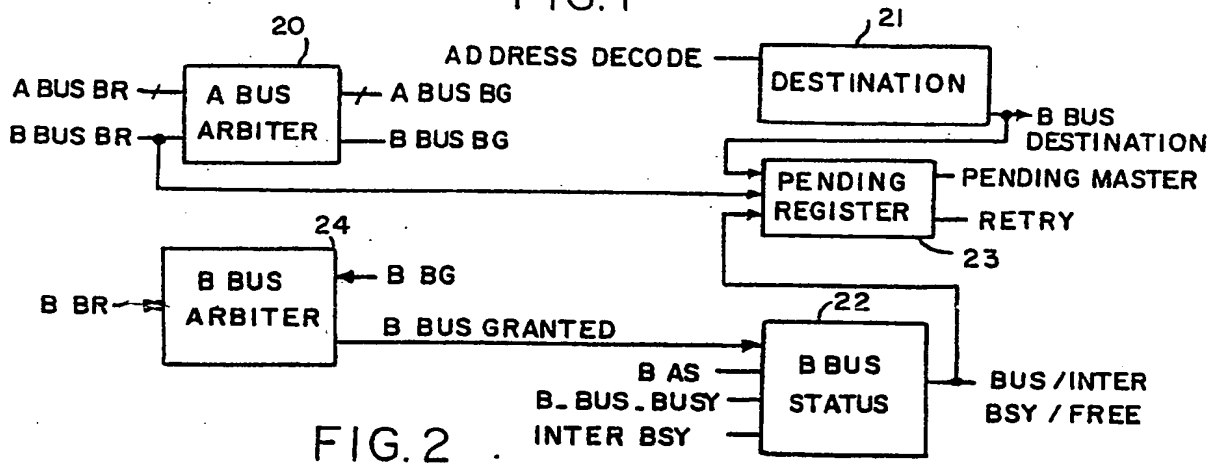 FIG. 1
20
A BUS BR
B BUS BR
A BUS
ARBITER
A BUS BG
B BUS BG
21
ADDRESS DECODE
DESTINATION
B BUS
DESTINATION
PENDING
REGISTER
PENDING MASTER
RETRY
23
24
B BR
B BUS
ARBITER
B BG
B BUS GRANTED
22
B AS
B_BUS_BUSY
INTER BSY
B BUS
STATUS
BUS/INTER
BSY/FREE
FIG. 2